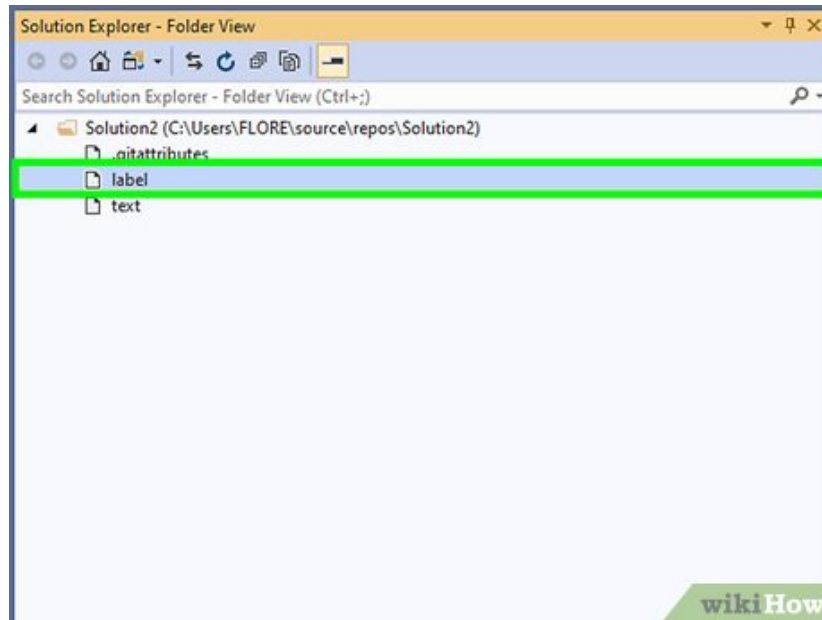 Solution Explorer - Folder View
Search Solution Explorer - Folder View (Ctrl+;)
Solution2 (C:\Users\FLORE\source\repos\Solution2)
.gitattributes
label
text
wikiHow